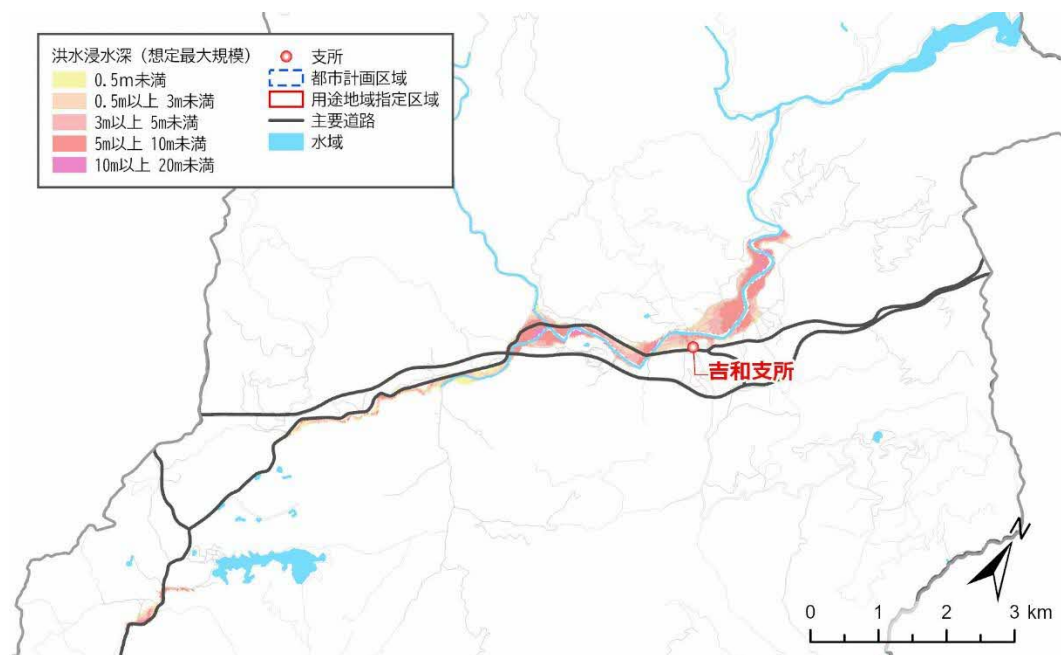 洪水浸水深（想定最大規模）
0.5m未満
0.5m以上 3m未満
3m以上 5m未満
5m以上 10m未満
10m以上 20m未満
支所
都市計画区域
用途地域指定区域
主要道路
水域
吉和支所
N
0 1 2 3 km